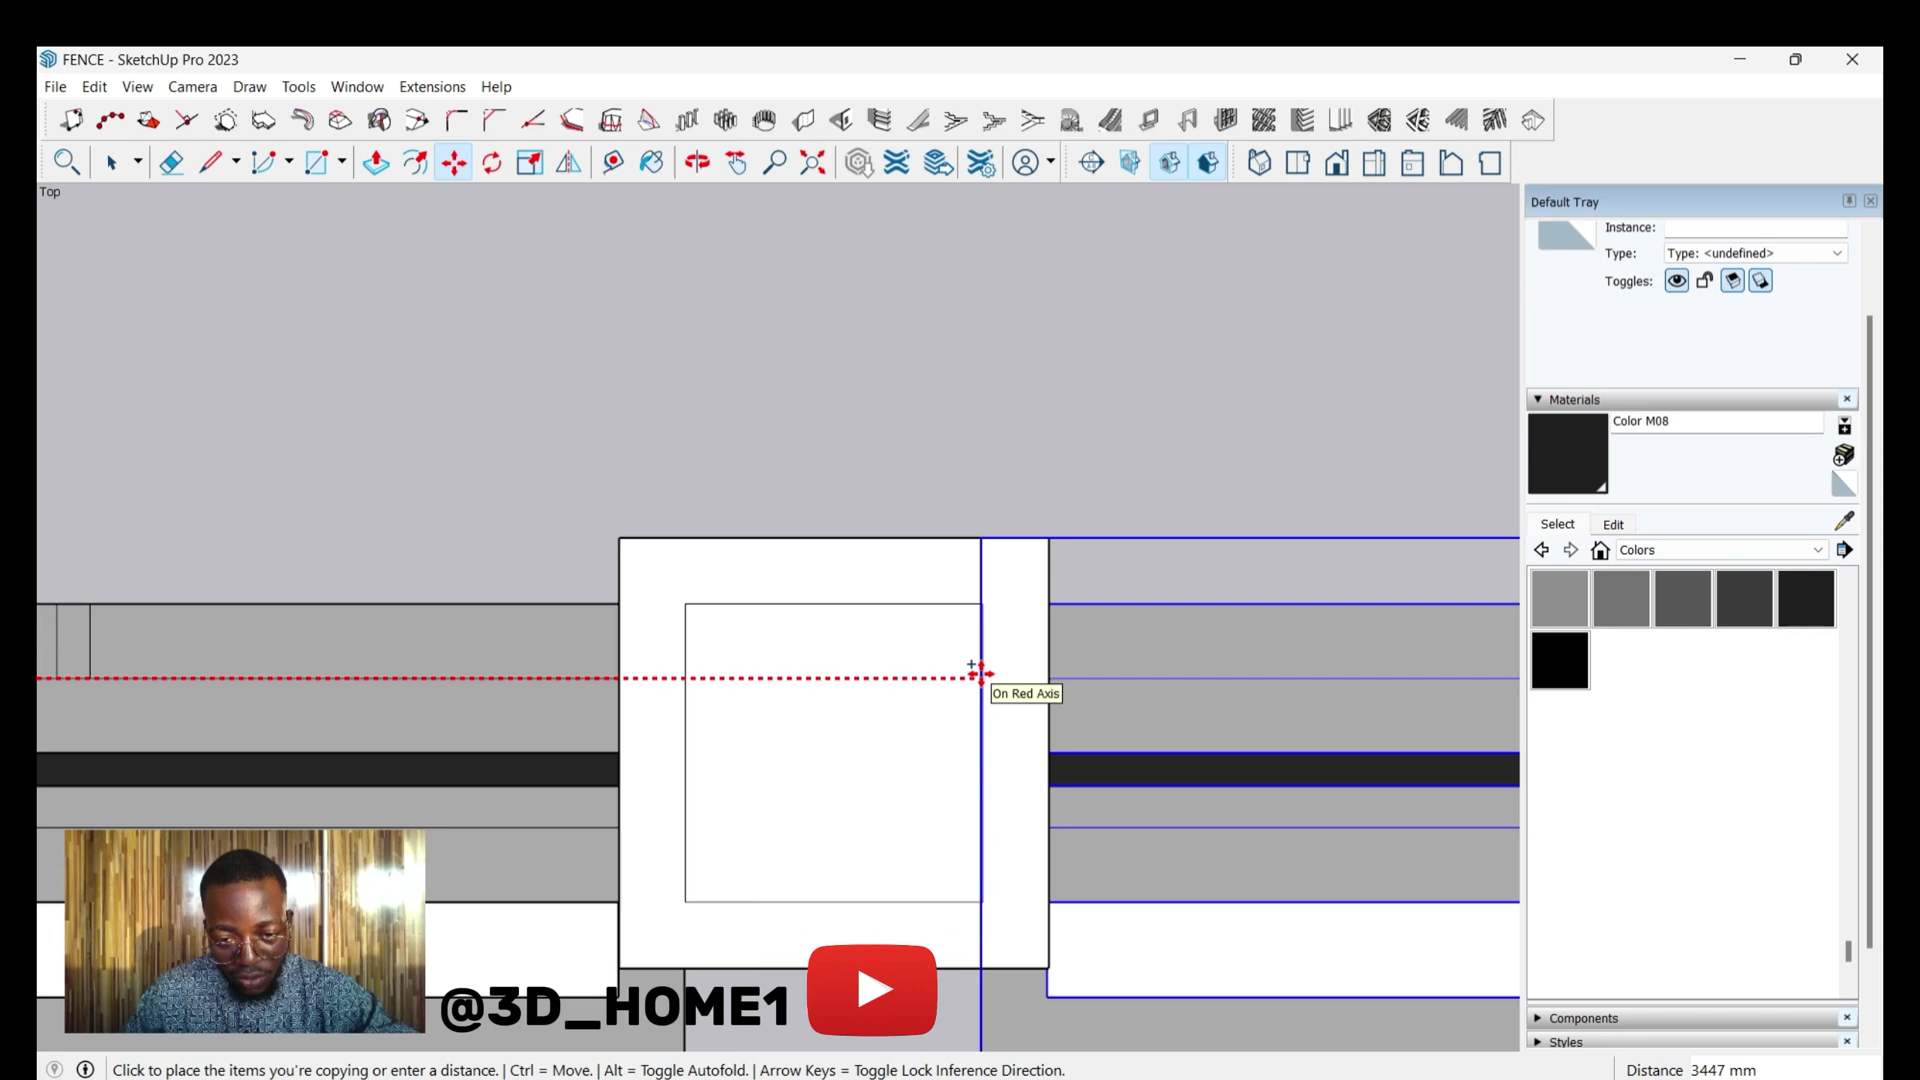 FENCE - SketchUp Pro 2023
File Edit View Camera Draw Tools Window Extensions Help
Top
Default Tray
Instance:
Type: Type: <undefined>
Toggles:
Materials
Color M08
Select Edit
Colors
On Red Axis
@3D_HOME1
Components
Styles
Click to place the items you're copying or enter a distance. | Ctrl = Move. | Alt = Toggle Autofold. | Arrow Keys = Toggle Lock Inference Direction.
Distance 3447 mm